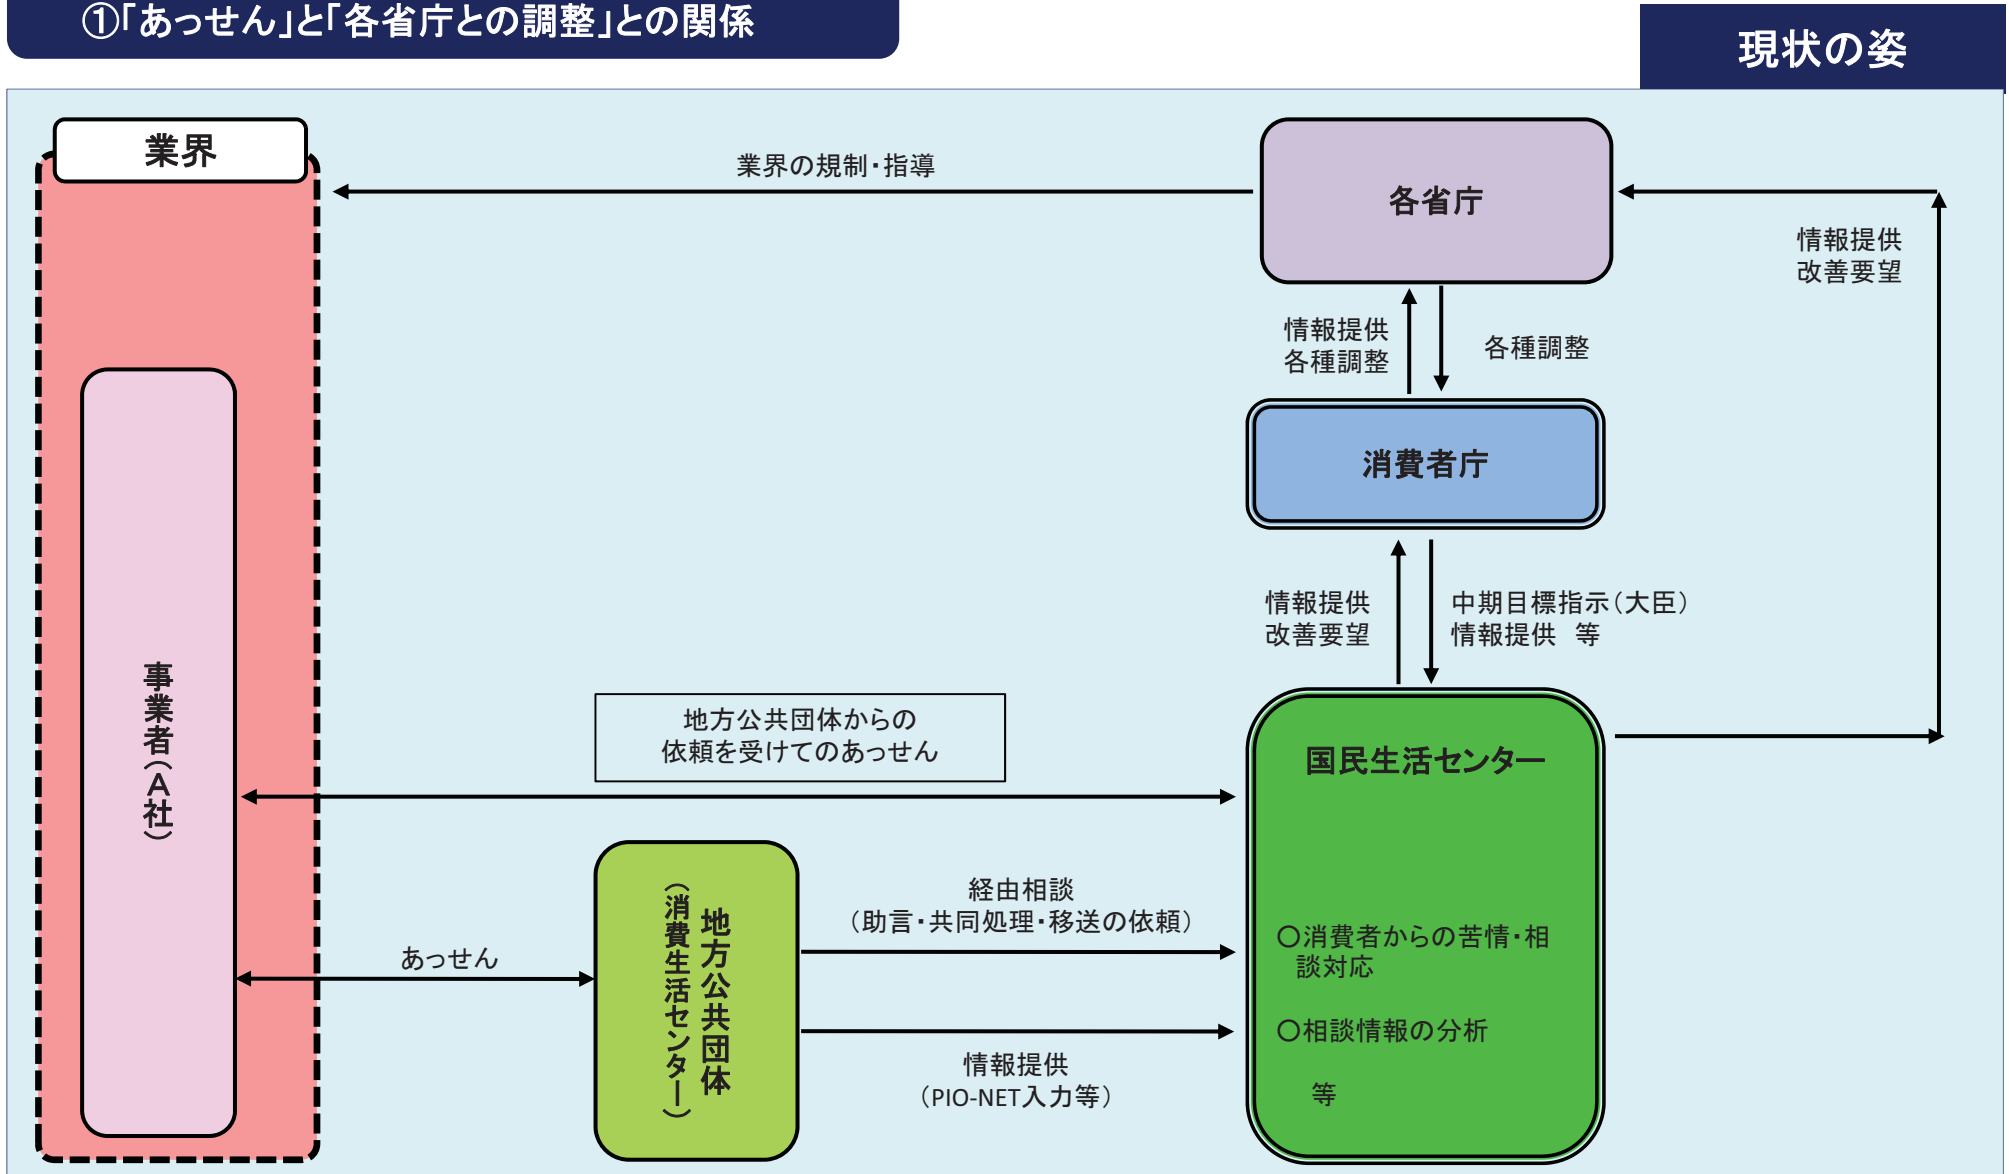 ①「あっせん」と「各省庁との調整」との関係
現状の姿
業界
業界の規制・指導
各省庁
情報提供
改善要望
情報提供
各種調整
各種調整
消費者庁
情報提供
改善要望
中期目標指示（大臣）
情報提供　等
事業者（Ａ社）
地方公共団体からの
依頼を受けてのあっせん
国民生活センター
あっせん
地方公共団体
（消費生活センター）
経由相談
（助言・共同処理・移送の依頼）
情報提供
（PIO-NET入力等）
○消費者からの苦情・相
談対応
○相談情報の分析
等